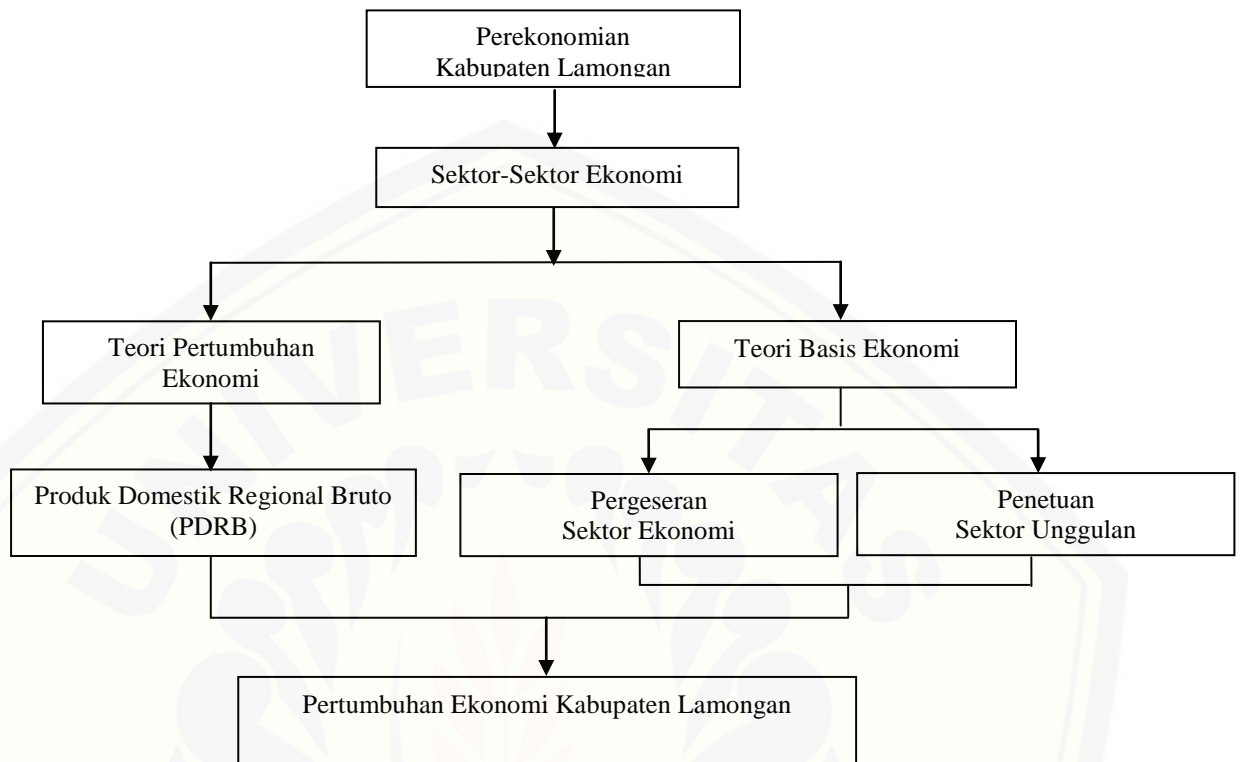 Perekonomian
Kabupaten Lamongan
Sektor-Sektor Ekonomi
Teori Pertumbuhan
Ekonomi
Teori Basis Ekonomi
Produk Domestik Regional Bruto
(PDRB)
Pergeseran
Sektor Ekonomi
Penetuan
Sektor Unggulan
Pertumbuhan Ekonomi Kabupaten Lamongan
UNIVERSITAS